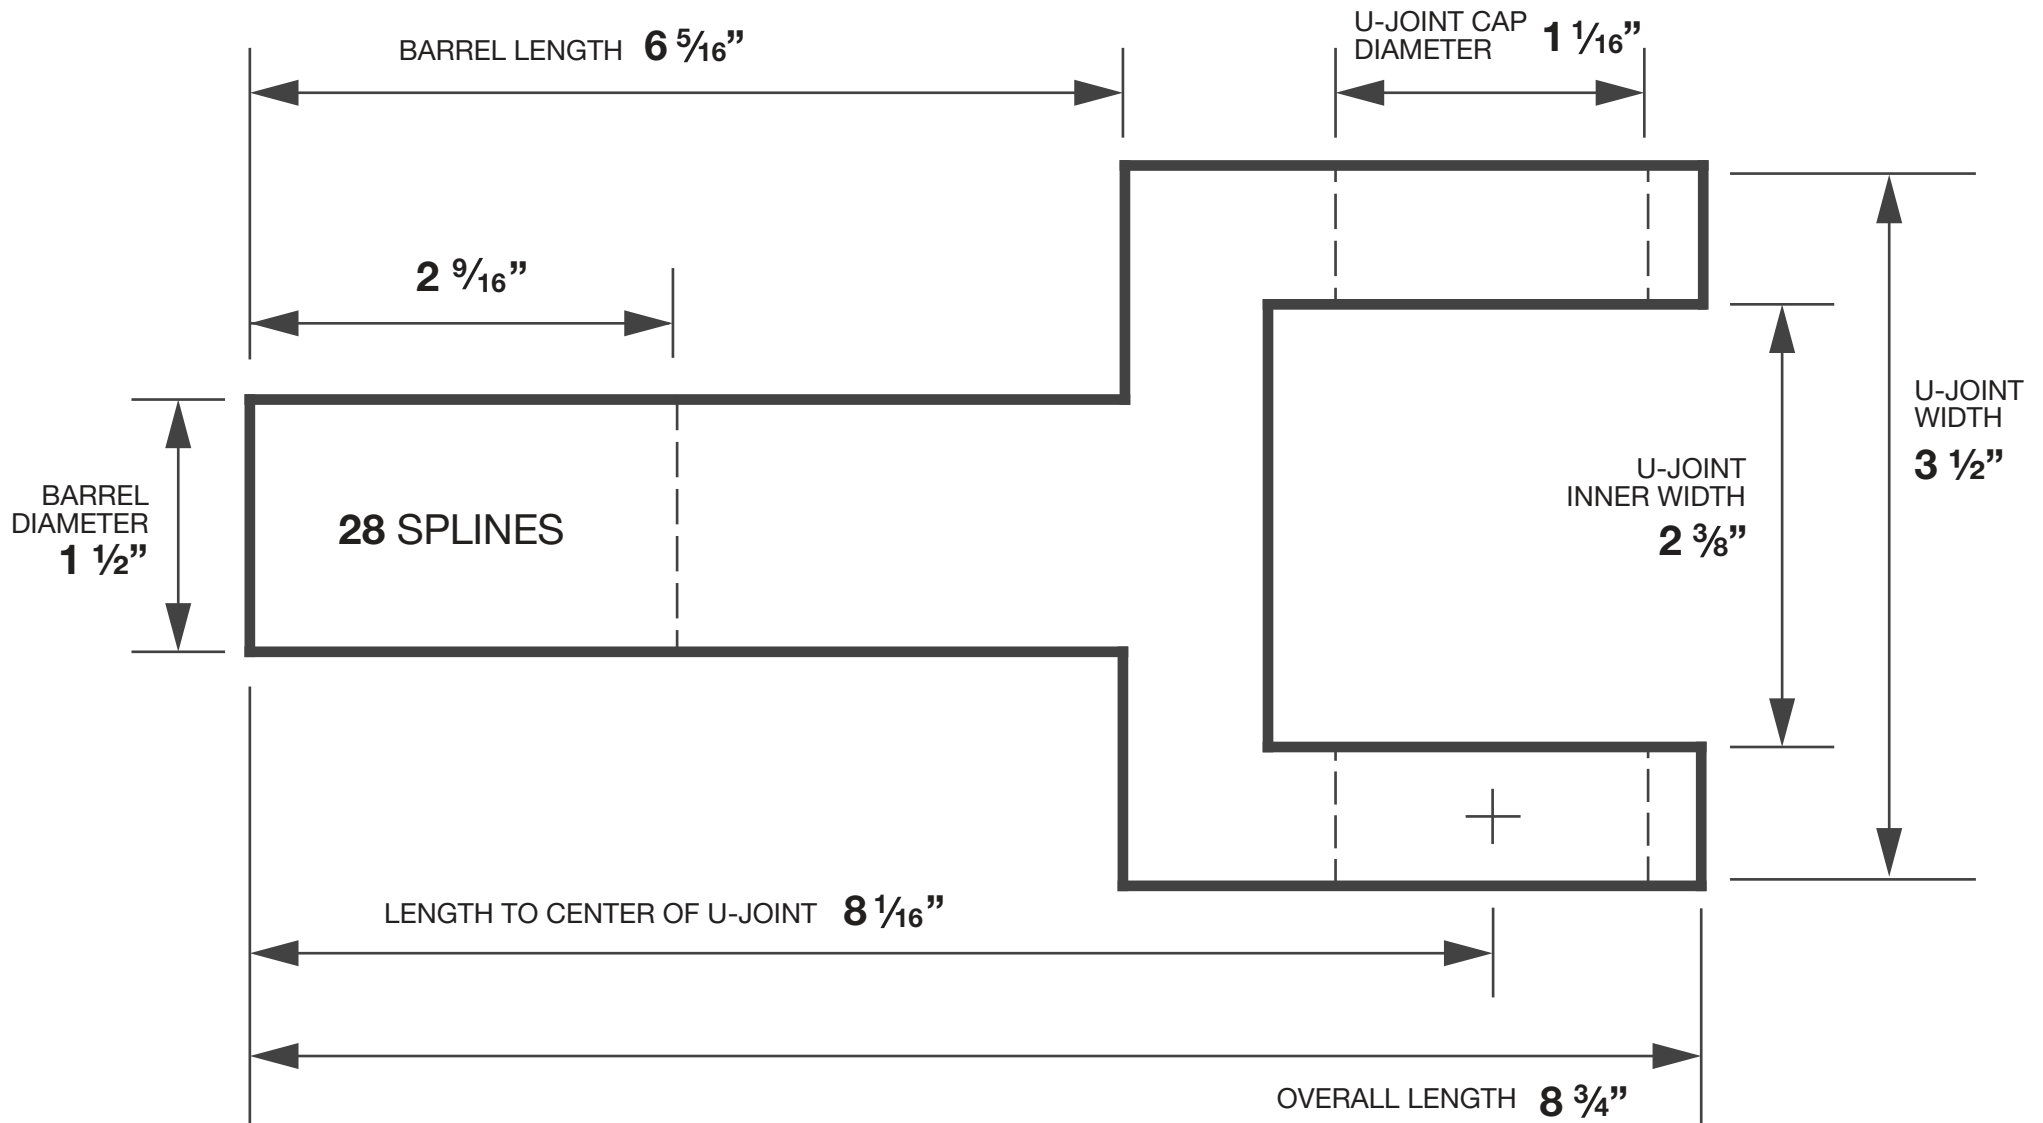 BARREL LENGTH 6 5/16”
U-JOINT CAP
DIAMETER 1 1/16”
2 9/16”
BARREL
DIAMETER
1 ½”
28 SPLINES
U-JOINT
INNER WIDTH
2 ⅜”
U-JOINT
WIDTH
3 ½”
LENGTH TO CENTER OF U-JOINT 8 1/16”
OVERALL LENGTH 8 ¾”